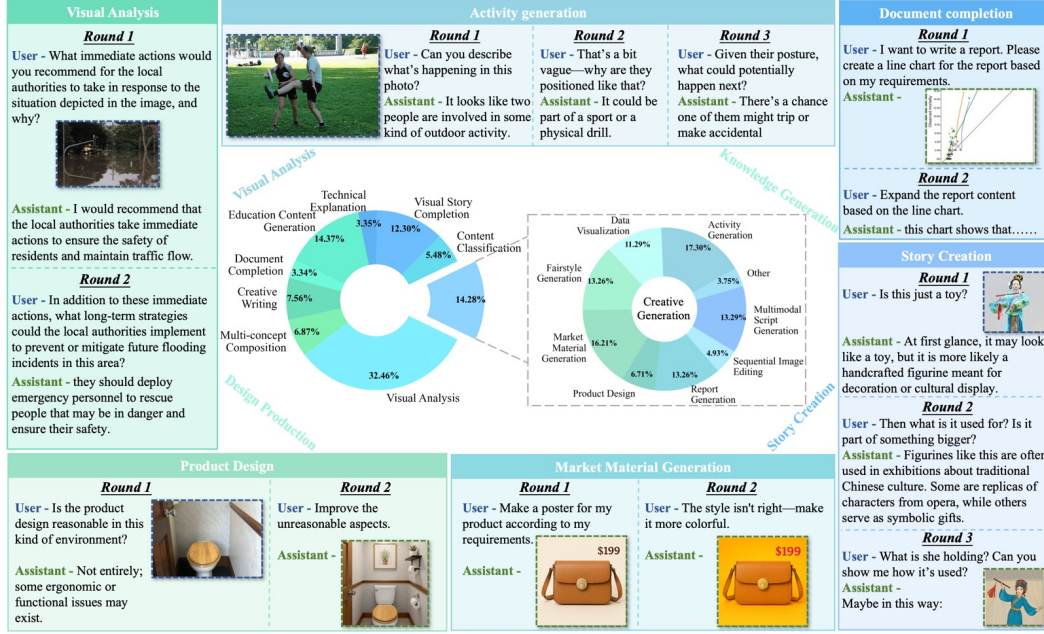 Visual Analysis
Round 1
User - What immediate actions would
you recommend for the local
authorities to take in response to the
situation depicted in the image, and
why?
Assistant - I would recommend that
the local authorities take immediate
actions to ensure the safety of
residents and maintain traffic flow.
Round 2
User - In addition to these immediate
actions, what long-term strategies
could the local authorities implement
to prevent or mitigate future flooding
incidents in this area?
Assistant - they should deploy
emergency personnel to rescue
people that may be in danger and
ensure their safety.
Activity generation
Round 1
User - Can you describe
what's happening in this
photo?
Assistant - It looks like two
people are involved in some
kind of outdoor activity.
Round 2
User - That's a bit
vague—why are they
positioned like that?
Assistant - It could be
part of a sport or a
physical drill.
Round 3
User - Given their posture,
what could potentially
happen next?
Assistant - There's a chance
one of them might trip or
make accidental
Document completion
Round 1
User - I want to write a report. Please
create a line chart for the report based
on my requirements.
Assistant -
Round 2
User - Expand the report content
based on the line chart.
Assistant - this chart shows that……
Visual Analysis
Knowledge Generation
Design Production
Story Creation
Technical
Explanation
3.35%
Visual Story
Completion
12.30%
Content
Classification
5.48%
14.28%
Education Content
Generation
14.37%
Document
Completion
3.34%
Creative
Writing
7.56%
Multi-concept
Composition
6.87%
32.46%
Visual Analysis
Data
Visualization
11.29%
Activity
Generation
17.30%
Other
3.75%
Fairstyle
Generation
13.26%
Creative
Generation
13.29%
Multimodal
Script
Generation
Market
Material
Generation
16.21%
4.93%
Sequential Image
Editing
6.71%
Product Design
13.26%
Report
Generation
Story Creation
Round 1
User - Is this just a toy?
Assistant - At first glance, it may look
like a toy, but it is more likely a
handcrafted figurine meant for
decoration or cultural display.
Round 2
User - Then what is it used for? Is it
part of something bigger?
Assistant - Figurines like this are often
used in exhibitions about traditional
Chinese culture. Some are replicas of
characters from opera, while others
serve as symbolic gifts.
Round 3
User - What is she holding? Can you
show me how it's used?
Assistant -
Maybe in this way:
Product Design
Round 1
User - Is the product
design reasonable in this
kind of environment?
Assistant - Not entirely;
some ergonomic or
functional issues may
exist.
Round 2
User - Improve the
unreasonable aspects.
Assistant -
Market Material Generation
Round 1
User - Make a poster for my
product according to my
requirements.
Assistant -
$199
Round 2
User - The style isn't right—make
it more colorful.
Assistant -
$199